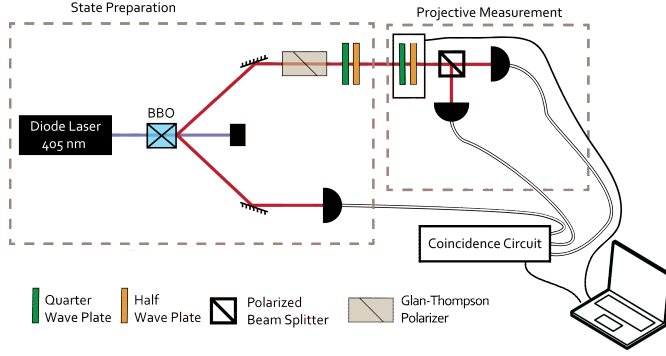 State Preparation
Projective Measurement
BBO
Diode Laser
405 nm
Coincidence Circuit
Quarter
Wave Plate
Half
Wave Plate
Polarized
Beam Splitter
Glan-Thompson
Polarizer